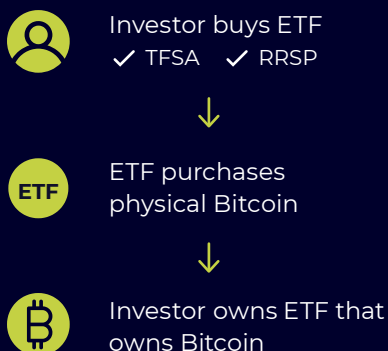 Investor buys ETF
TFSA RRSP
ETF purchases
ETF
physical Bitcoin
Investor owns ETF that
owns Bitcoin